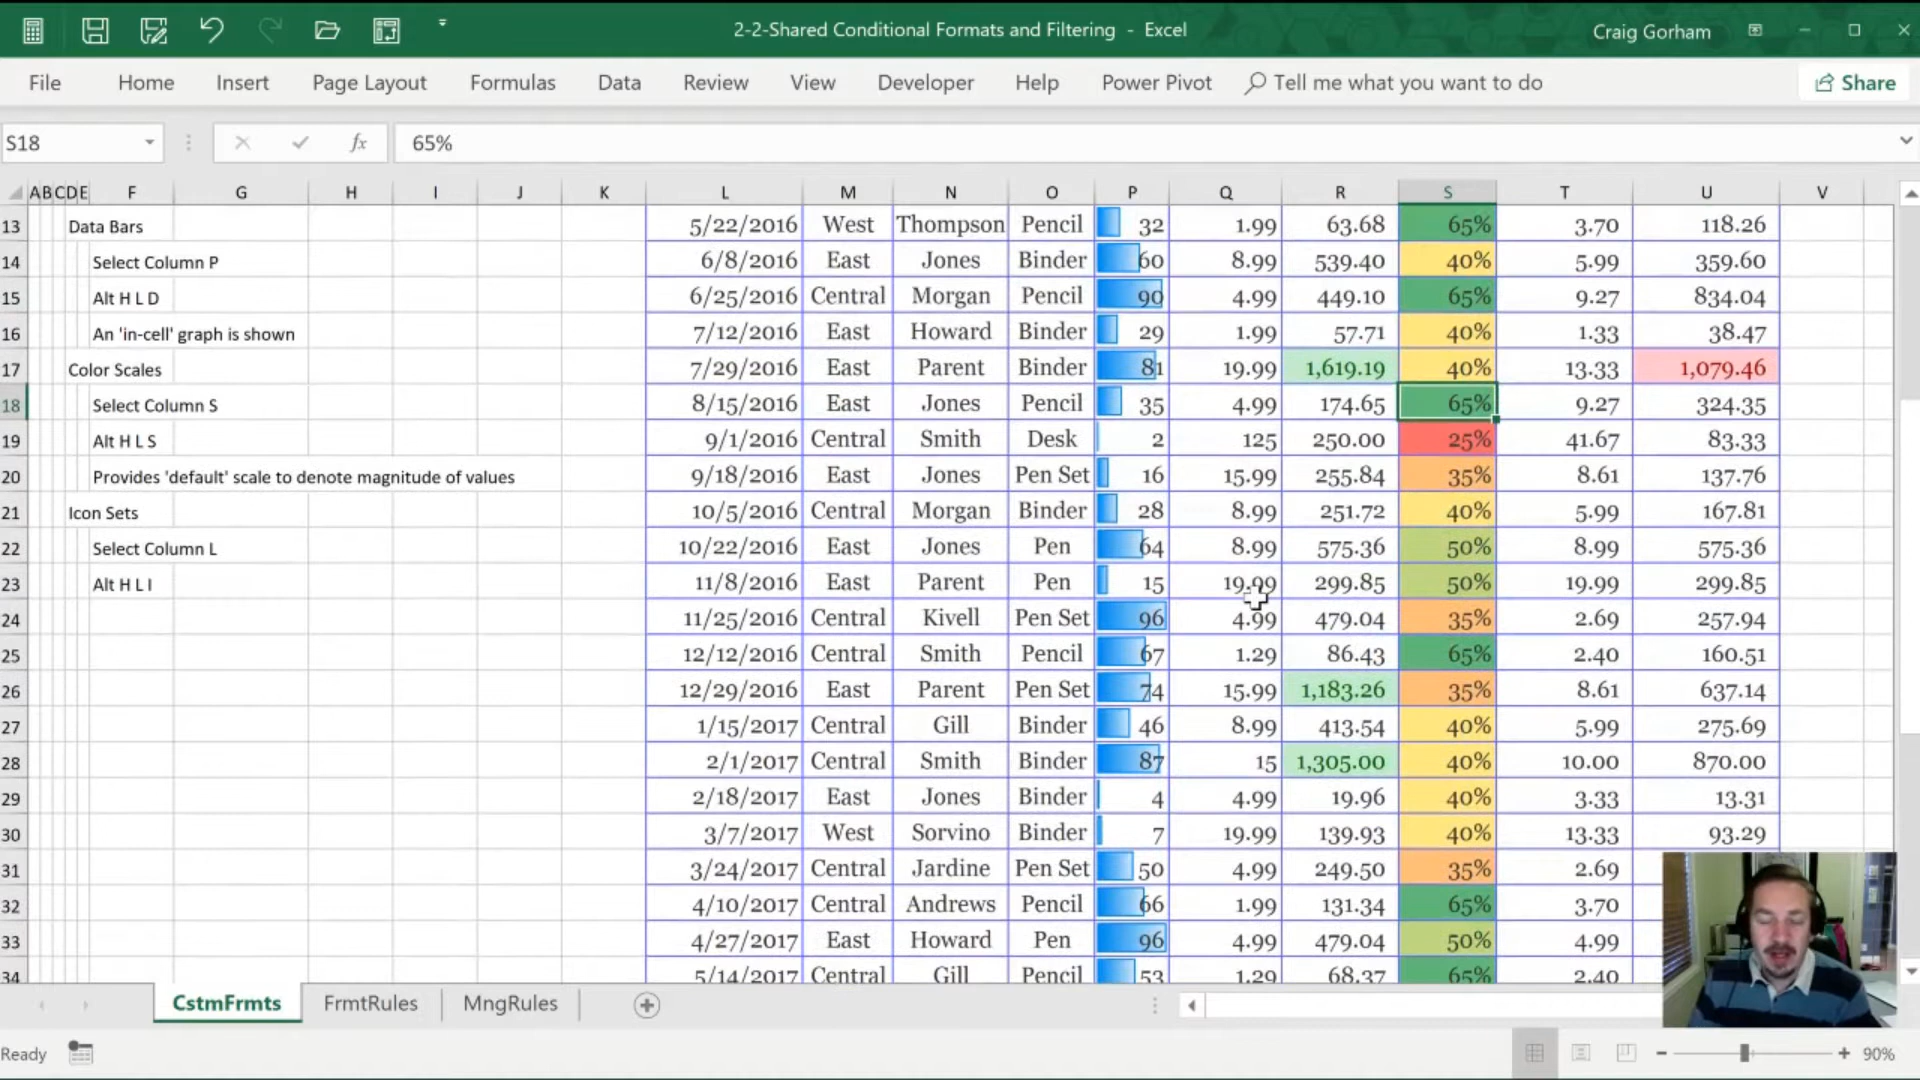 2-2-Shared Conditional Formats and Filtering - Excel
Craig Gorham
File Home Insert Page Layout Formulas Data Review View Developer Help Power Pivot Tell me what you want to do Share
S18 fx 65%
A B C D E F G H I J K L M N O P Q R S T U V
13 Data Bars 5/22/2016 West Thompson Pencil 32 1.99 63.68 65% 3.70 118.26
14 Select Column P 6/8/2016 East Jones Binder 60 8.99 539.40 40% 5.99 359.60
15 Alt H L D 6/25/2016 Central Morgan Pencil 90 4.99 449.10 65% 9.27 834.04
16 An 'in-cell' graph is shown 7/12/2016 East Howard Binder 29 1.99 57.71 40% 1.33 38.47
17 Color Scales 7/29/2016 East Parent Binder 81 19.99 1,619.19 40% 13.33 1,079.46
18 Select Column S 8/15/2016 East Jones Pencil 35 4.99 174.65 65% 9.27 324.35
19 Alt H L S 9/1/2016 Central Smith Desk 2 125 250.00 25% 41.67 83.33
20 Provides 'default' scale to denote magnitude of values 9/18/2016 East Jones Pen Set 16 15.99 255.84 35% 8.61 137.76
21 Icon Sets 10/5/2016 Central Morgan Binder 28 8.99 251.72 40% 5.99 167.81
22 Select Column L 10/22/2016 East Jones Pen 64 8.99 575.36 50% 8.99 575.36
23 Alt H L I 11/8/2016 East Parent Pen 15 19.99 299.85 50% 19.99 299.85
24 11/25/2016 Central Kivell Pen Set 96 4.99 479.04 35% 2.69 257.94
25 12/12/2016 Central Smith Pencil 67 1.29 86.43 65% 2.40 160.51
26 12/29/2016 East Parent Pen Set 74 15.99 1,183.26 35% 8.61 637.14
27 1/15/2017 Central Gill Binder 46 8.99 413.54 40% 5.99 275.69
28 2/1/2017 Central Smith Binder 87 15 1,305.00 40% 10.00 870.00
29 2/18/2017 East Jones Binder 4 4.99 19.96 40% 3.33 13.31
30 3/7/2017 West Sorvino Binder 7 19.99 139.93 40% 13.33 93.29
31 3/24/2017 Central Jardine Pen Set 50 4.99 249.50 35% 2.69
32 4/10/2017 Central Andrews Pencil 66 1.99 131.34 65% 3.70
33 4/27/2017 East Howard Pen 96 4.99 479.04 50% 4.99
34 5/14/2017 Central Gill Pencil 53 1.29 68.37 65% 2.40
CstmFrmts FrmtRules MngRules
Ready 90%